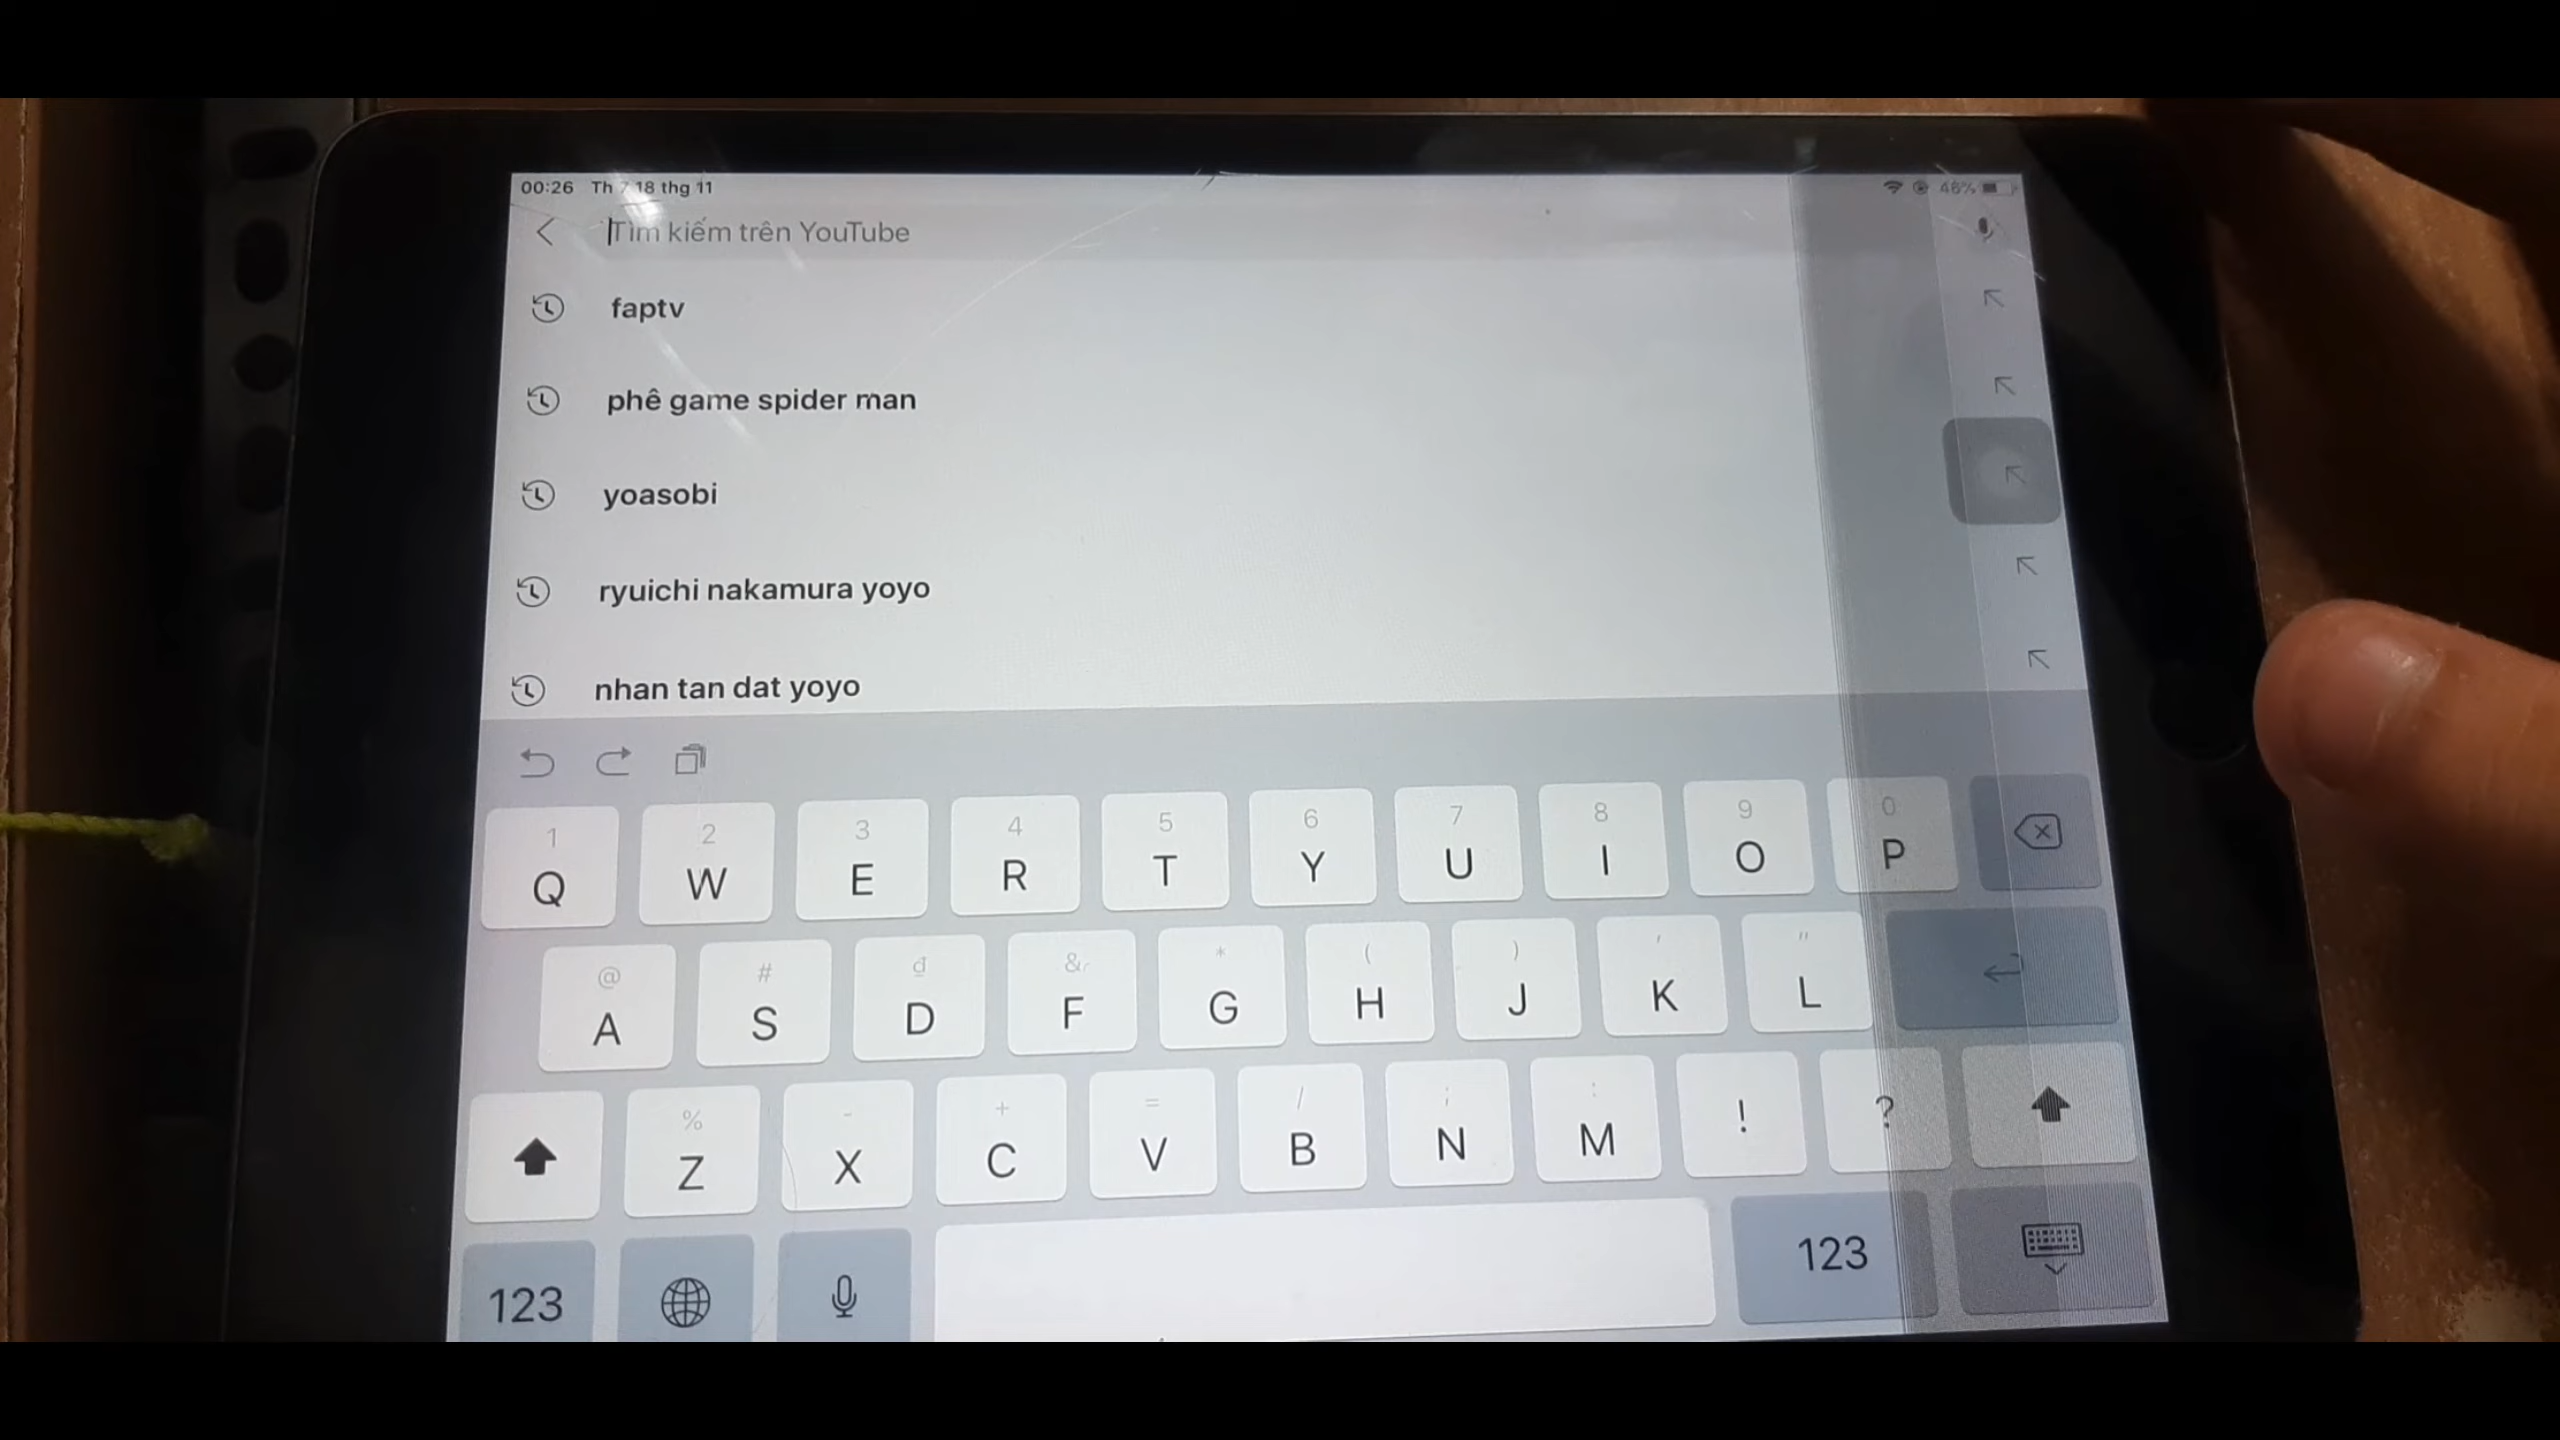 00:26 Th 7 18 thg 11 46%
Tìm kiếm trên YouTube
faptv
phê game spider man
yoasobi
ryuichi nakamura yoyo
nhan tan dat yoyo
1 2 3 4 5 6 7 8 9 0
Q W E R T Y U I O P
@ # đ & * ( ) ' "
A S D F G H J K L
% - + = / ; :
Z X C V B N M ! ?
123 123